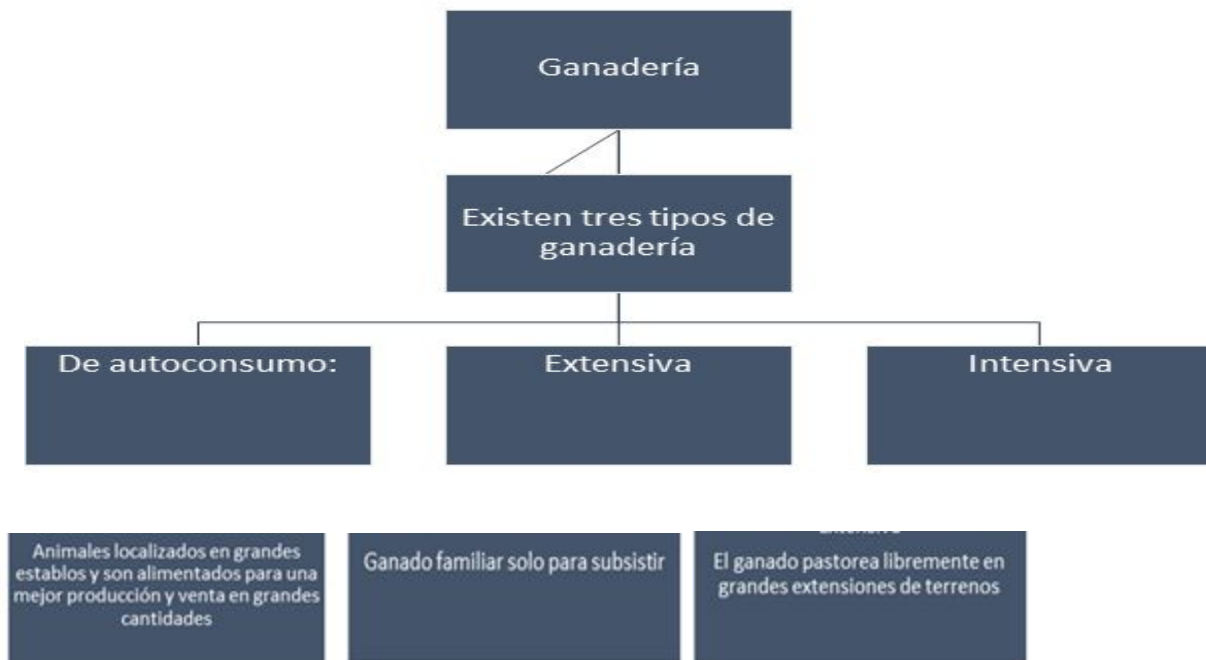 Ganadería
Existen tres tipos de
ganadería
De autoconsumo:
Extensiva
Intensiva
Animales localizados en grandes
establos y son alimentados para una
mejor producción y venta en grandes
cantidades
Ganado familiar solo para subsistir
El ganado pastorea libremente en
grandes extensiones de terrenos